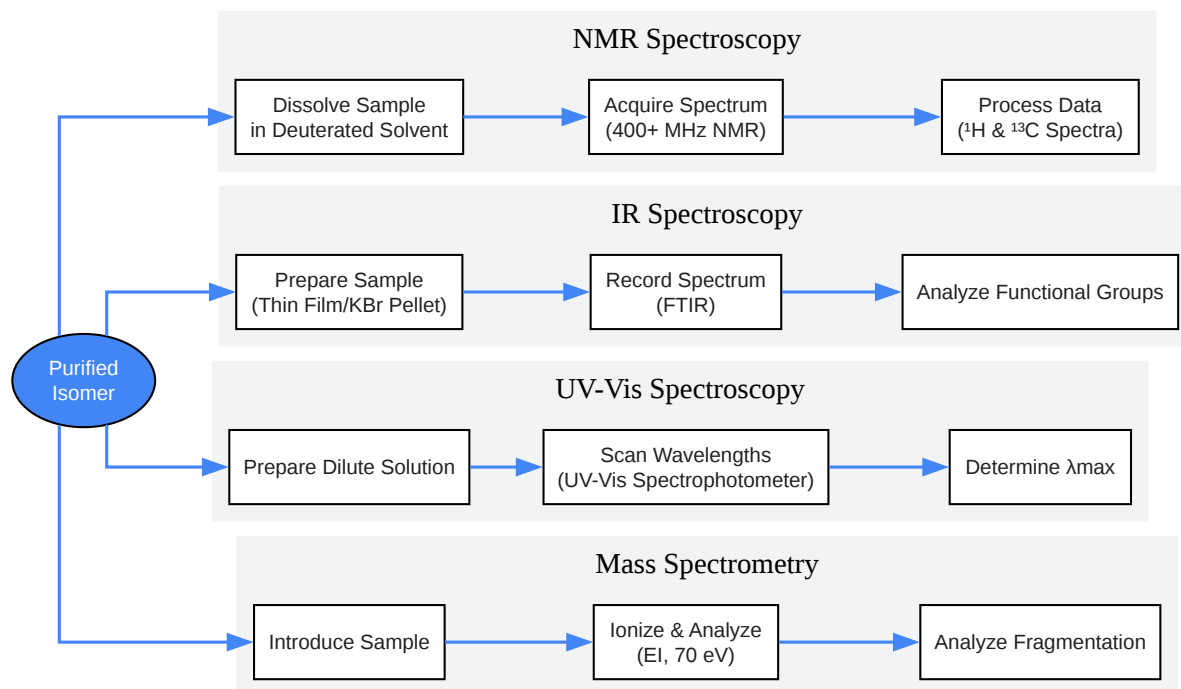 NMR Spectroscopy
Dissolve Sample
in Deuterated Solvent
Acquire Spectrum
(400+ MHz NMR)
Process Data
(¹H & ¹³C Spectra)
IR Spectroscopy
Prepare Sample
(Thin Film/KBr Pellet)
Record Spectrum
(FTIR)
Analyze Functional Groups
Purified
Isomer
UV-Vis Spectroscopy
Prepare Dilute Solution
Scan Wavelengths
(UV-Vis Spectrophotometer)
Determine λmax
Mass Spectrometry
Introduce Sample
Ionize & Analyze
(EI, 70 eV)
Analyze Fragmentation